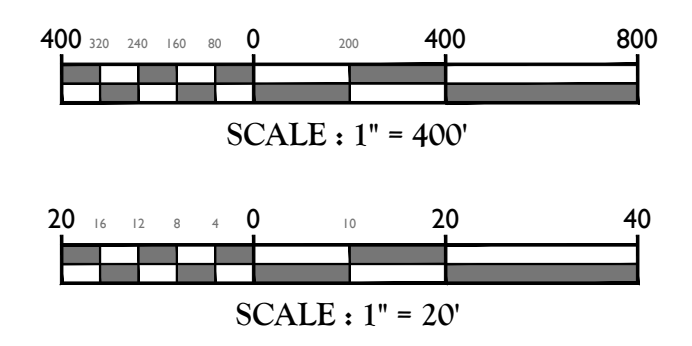 400 320 240 160 80 0 200 400 800
SCALE : 1" = 400'
20 16 12 8 4 0 10 20 40
SCALE : 1" = 20'